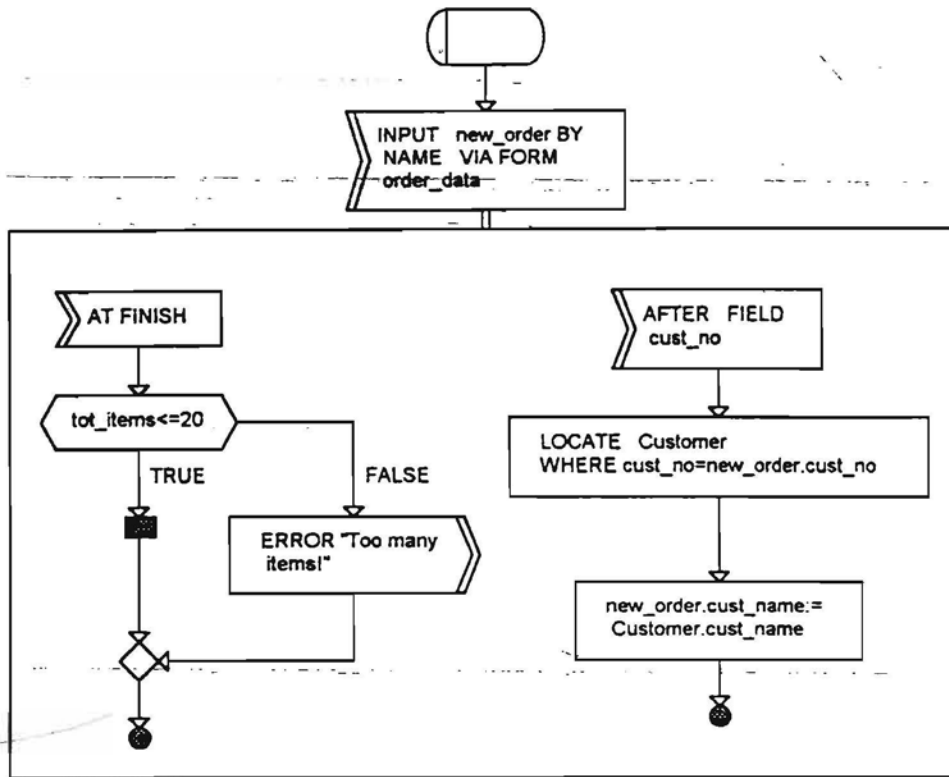 INPUT new_order BY
NAME VIA FORM
order_data
AT FINISH
tot_items<=20
TRUE
FALSE
ERROR "Too many
items!"
AFTER FIELD
cust_no
LOCATE Customer
WHERE cust_no=new_order.cust_no
new_order.cust_name:=
Customer.cust_name